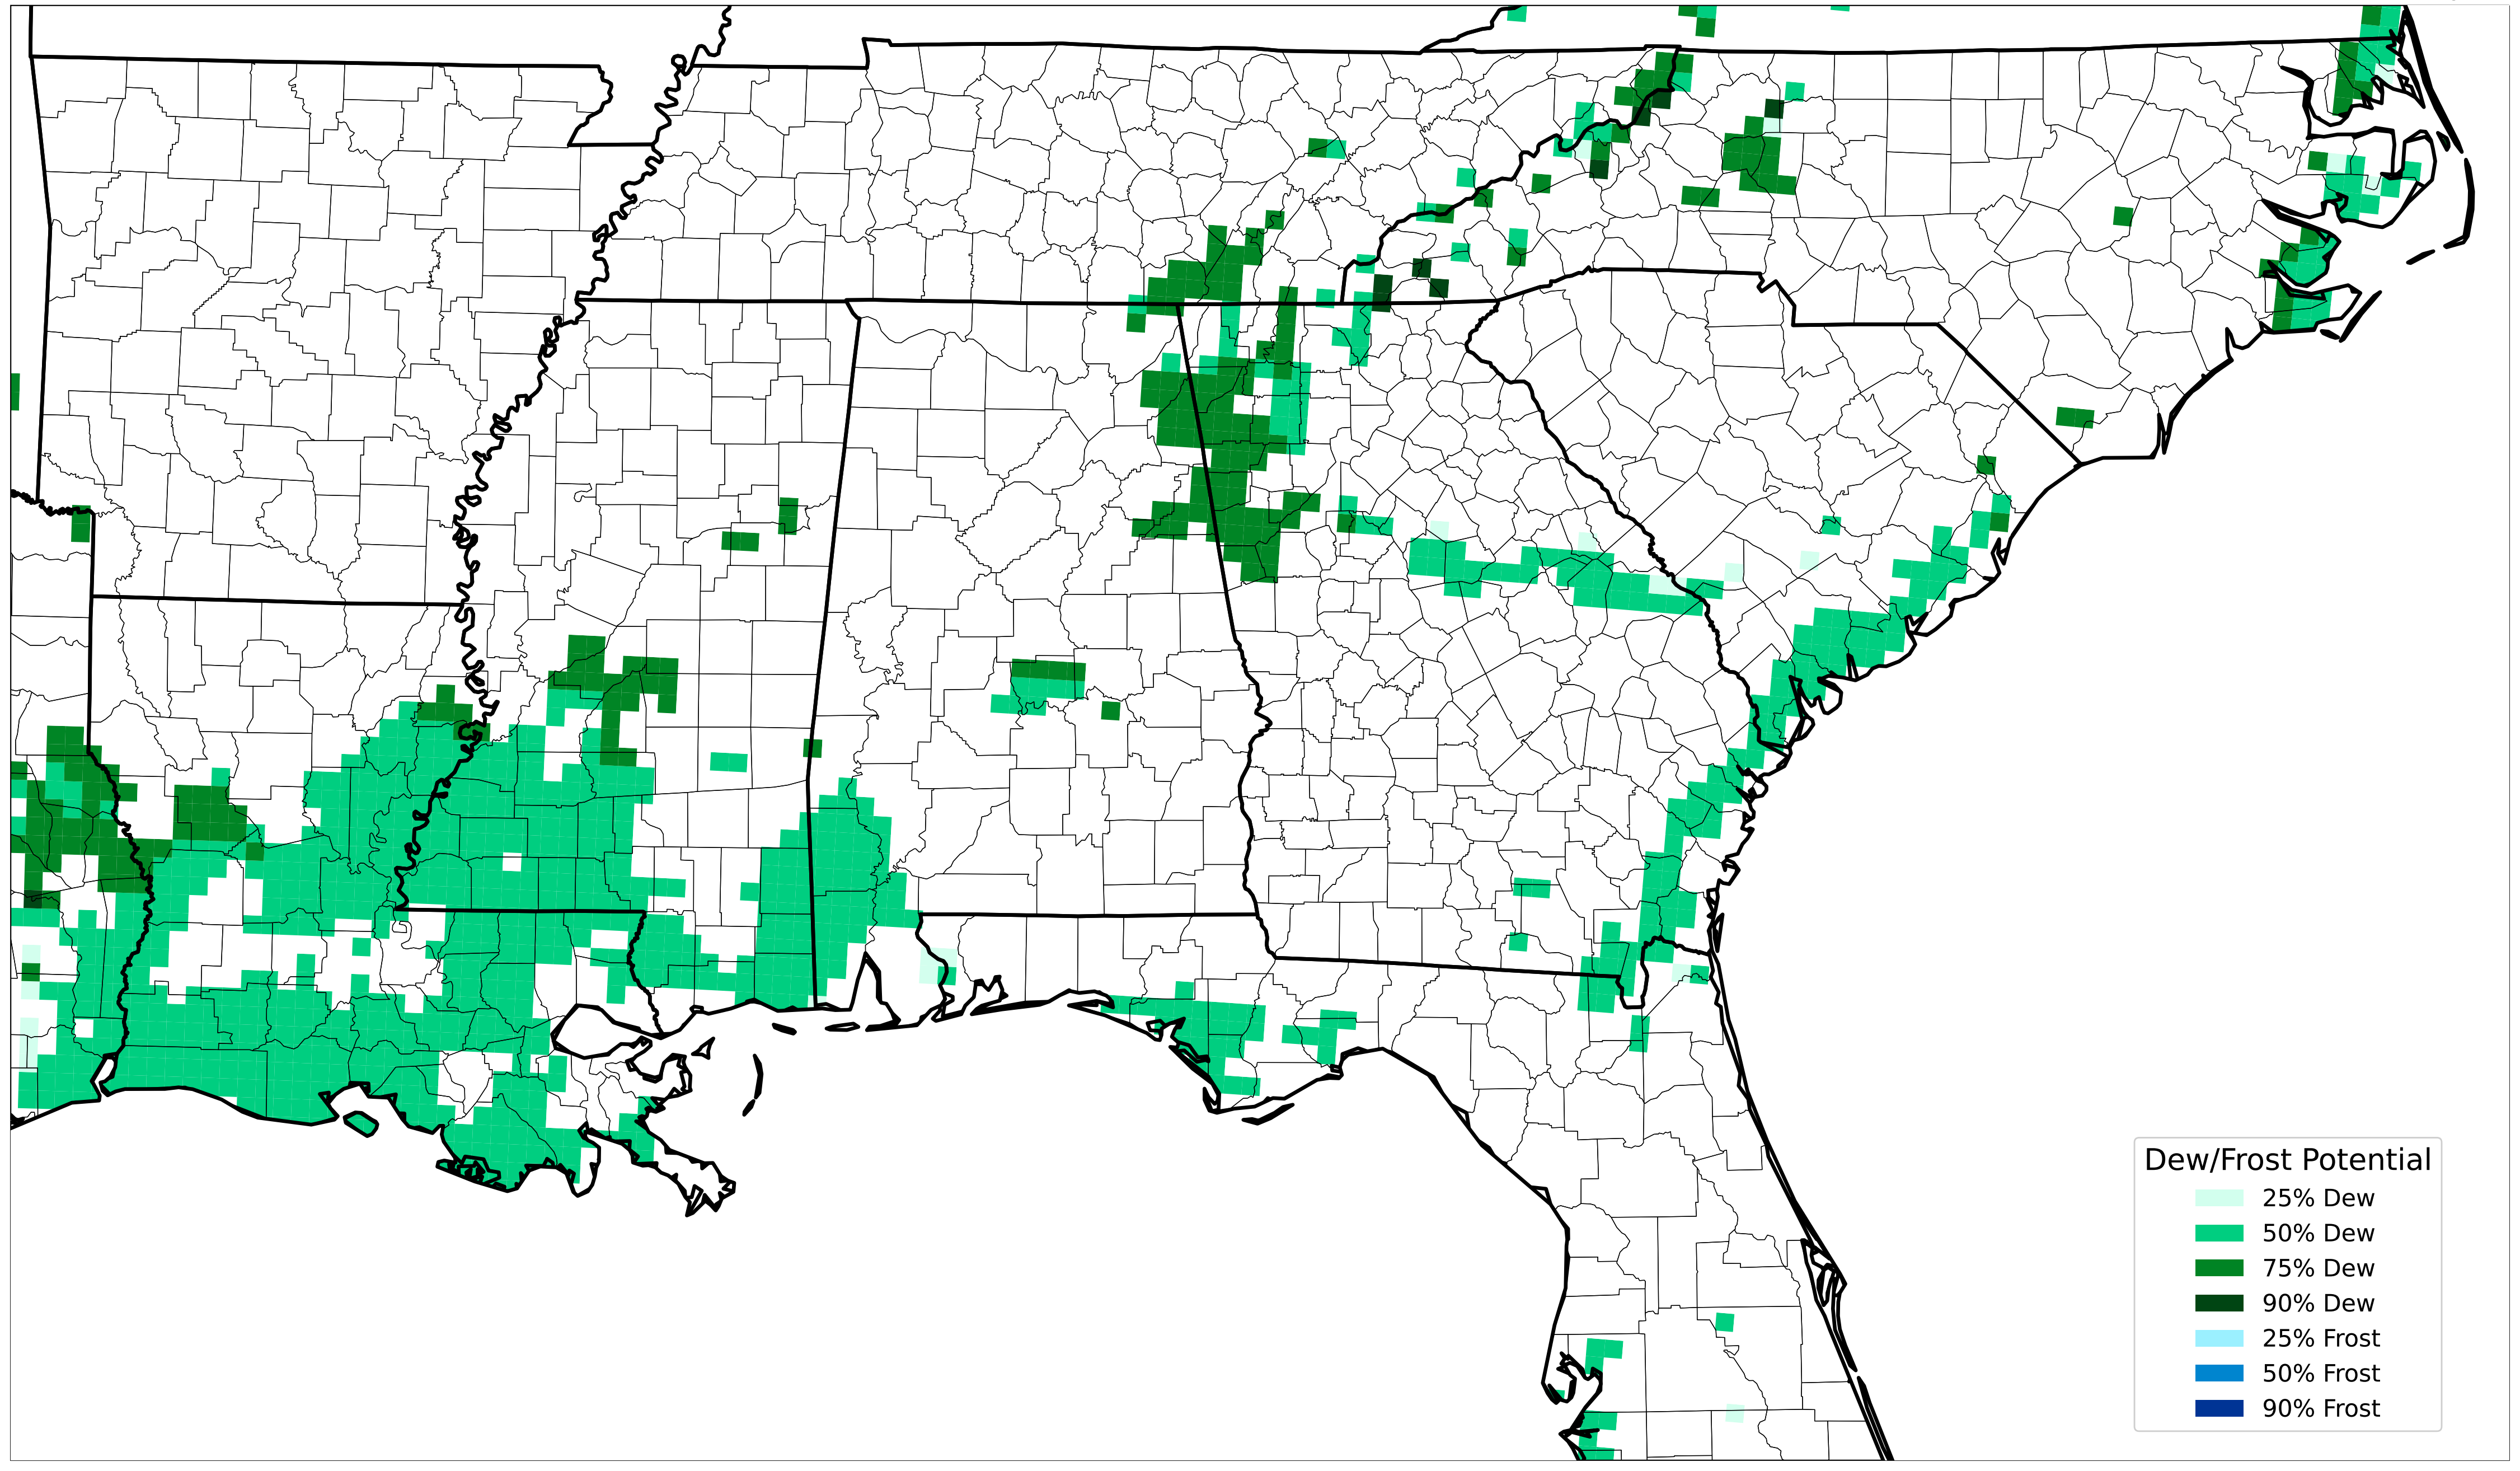 Dew/Frost Potential
25% Dew
50% Dew
75% Dew
90% Dew
25% Frost
50% Frost
90% Frost